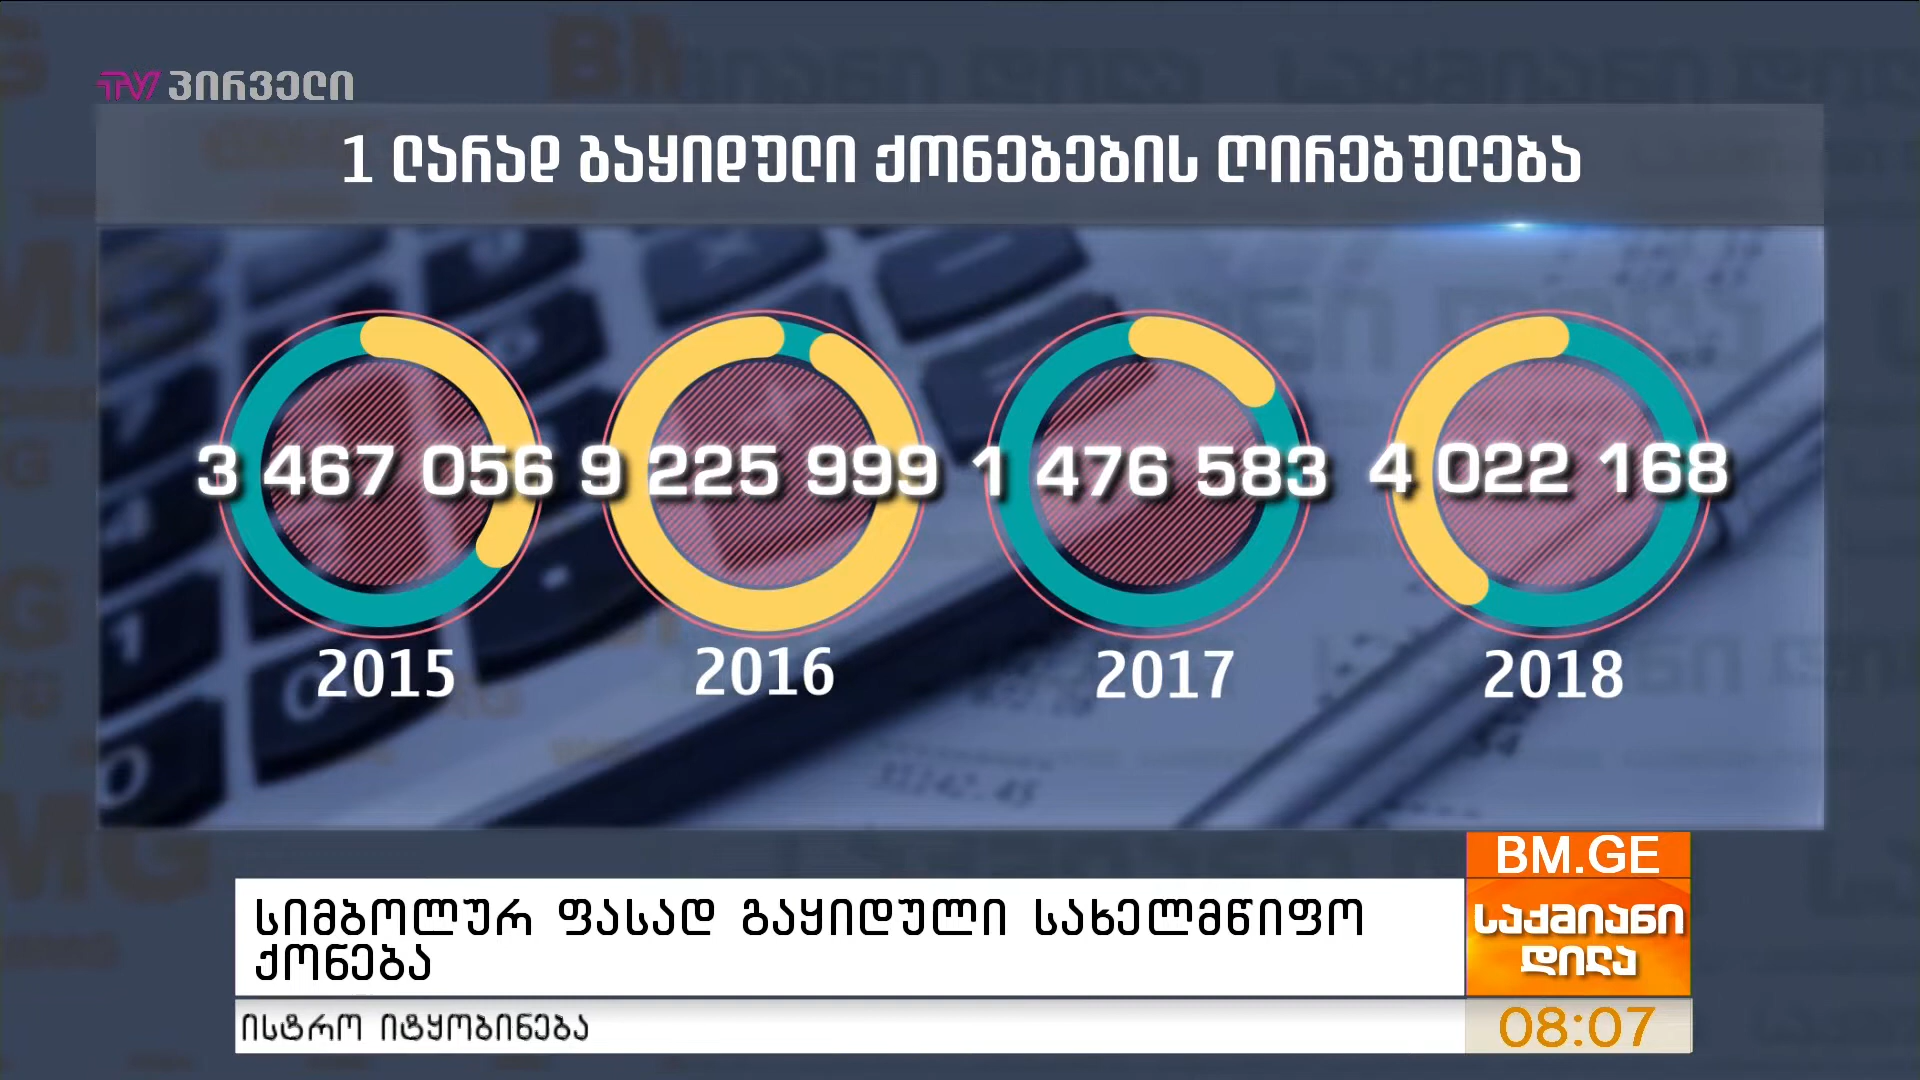 TV პირველი
1 ლარად გაყიდული ქონებების ღირებულება
3 467 056
9 225 999
1 476 583
4 022 168
2015
2016
2017
2018
BM.GE
სიმბოლურ ფასად გაყიდული სახელმწიფო
ქონება
საქმიანი
დილა
ისტრო იტყობინება
08:07